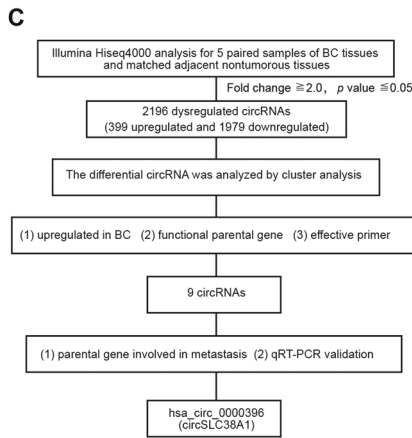 C
Illumina Hiseq4000 analysis for 5 paired samples of BC tissues
and matched adjacent nontumorous tissues
Fold change ≧2.0, p value ≦0.05
2196 dysregulated circRNAs
(399 upregulated and 1979 downregulated)
The differential circRNA was analyzed by cluster analysis
(1) upregulated in BC (2) functional parental gene (3) effective primer
9 circRNAs
(1) parental gene involved in metastasis (2) qRT-PCR validation
hsa_circ_0000396
(circSLC38A1)